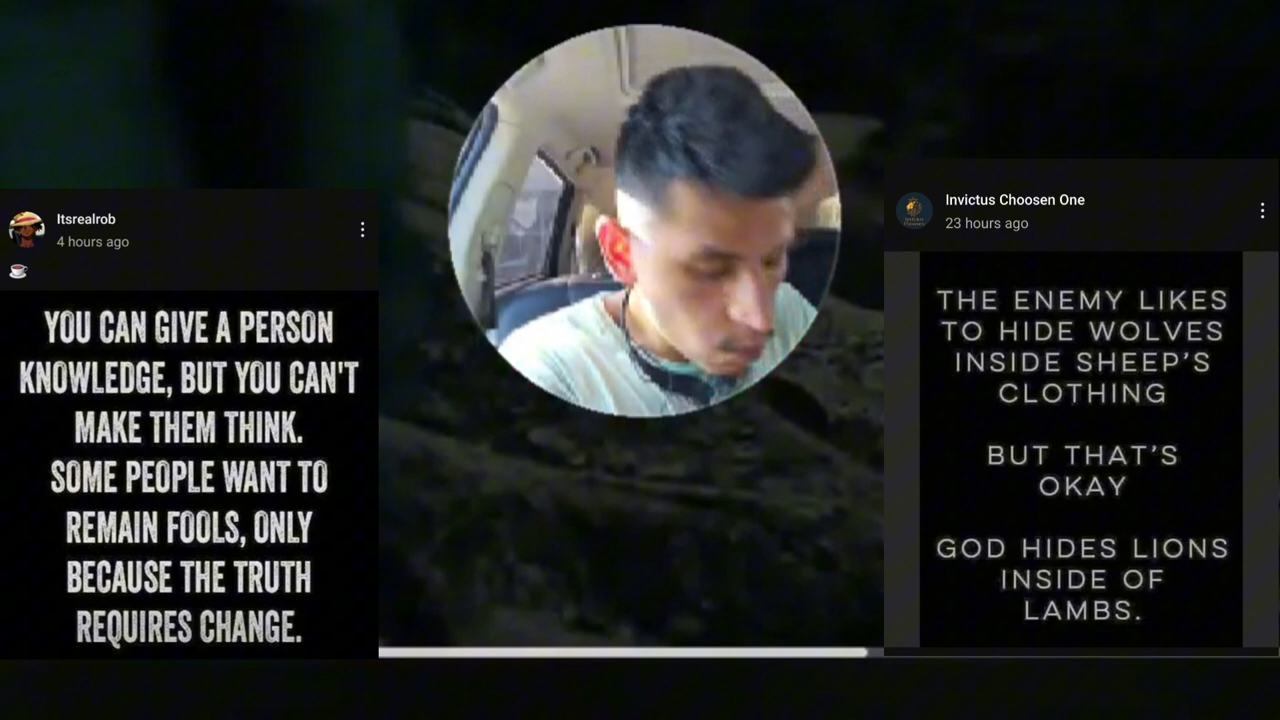 Itsrealrob
4 hours ago
YOU CAN GIVE A PERSON
KNOWLEDGE, BUT YOU CAN'T
MAKE THEM THINK.
SOME PEOPLE WANT TO
REMAIN FOOLS, ONLY
BECAUSE THE TRUTH
REQUIRES CHANGE.
Invictus Choosen One
23 hours ago
THE ENEMY LIKES
TO HIDE WOLVES
INSIDE SHEEP'S
CLOTHING
BUT THAT'S
OKAY
GOD HIDES LIONS
INSIDE OF
LAMBS.